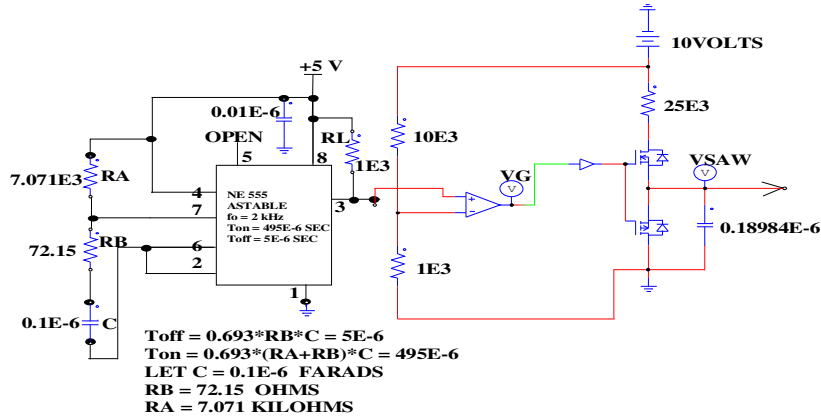 10VOLTS
+5 V
0.01E-6
OPEN
5
8
RL
1E3
10E3
25E3
7.071E3
RA
4
7
NE 555
ASTABLE
fo = 2 kHz
Ton = 495E-6 SEC
Toff = 5E-6 SEC
3
+
-
VG
V
VSAW
V
72.15
RB
6
2
0.18984E-6
1E3
0.1E-6
C
1
Toff = 0.693*RB*C = 5E-6
Ton = 0.693*(RA+RB)*C = 495E-6
LET C = 0.1E-6 FARADS
RB = 72.15 OHMS
RA = 7.071 KILOHMS